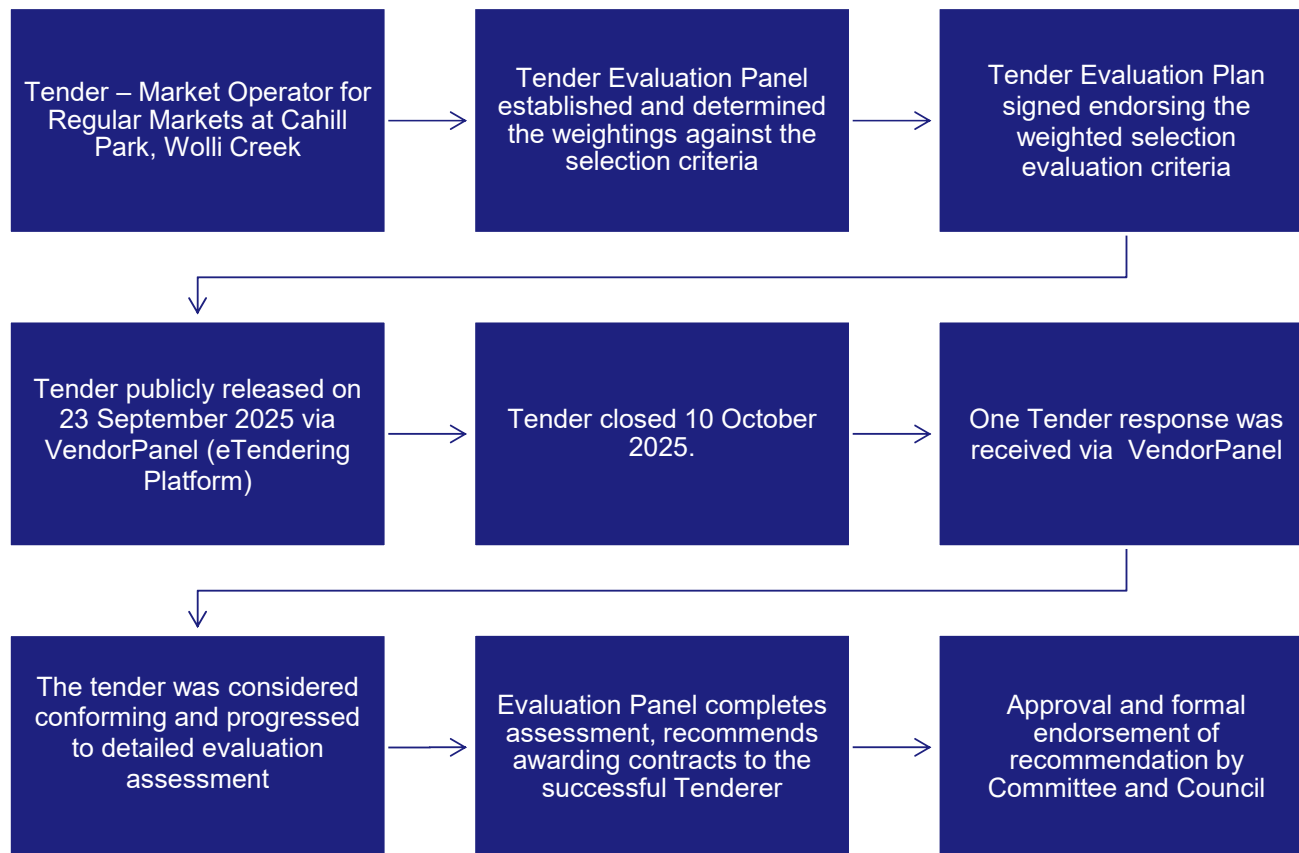 Tender – Market Operator for
Regular Markets at Cahill
Park, Wolli Creek
Tender Evaluation Panel
established and determined
the weightings against the
selection criteria
Tender Evaluation Plan
signed endorsing the
weighted selection
evaluation criteria
Tender publicly released on
23 September 2025 via
VendorPanel (eTendering
Platform)
Tender closed 10 October
2025.
One Tender response was
received via  VendorPanel
The tender was considered
conforming and progressed
to detailed evaluation
assessment
Evaluation Panel completes
assessment, recommends
awarding contracts to the
successful Tenderer
Approval and formal
endorsement of
recommendation by
Committee and Council